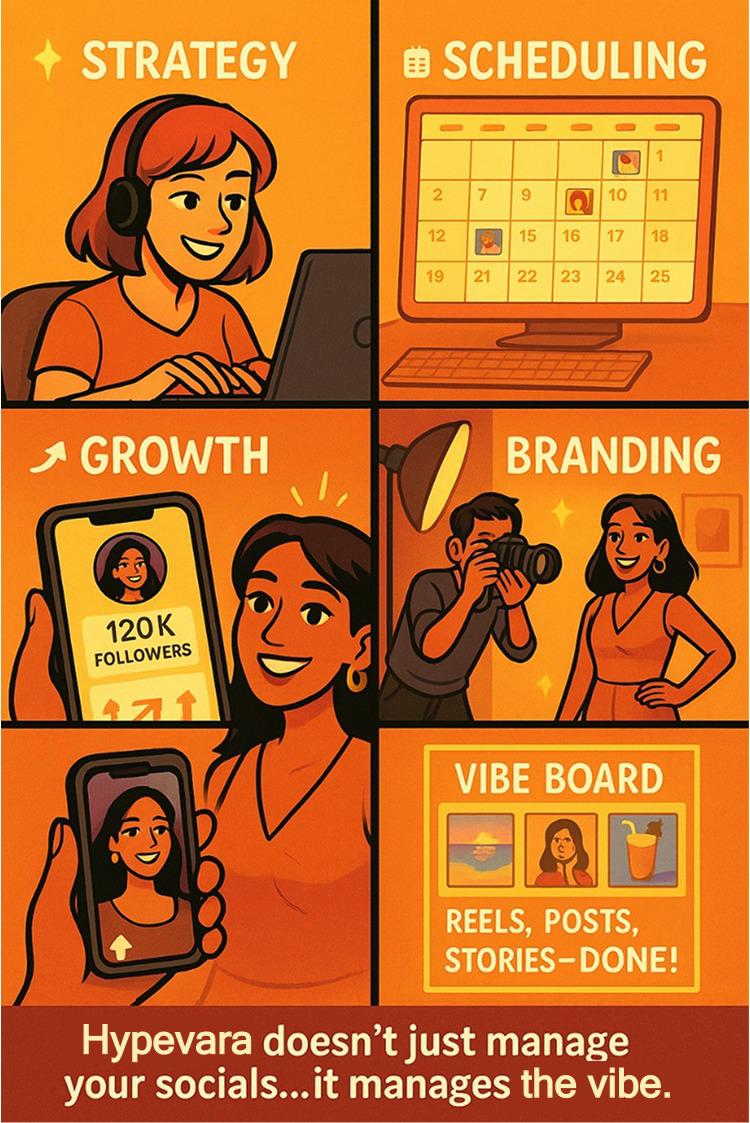 STRATEGY
SCHEDULING
1
2 7 9 10 11
12 15 16 17 18
19 21 22 23 24 25
GROWTH
120K
FOLLOWERS
BRANDING
VIBE BOARD
REELS, POSTS,
STORIES–DONE!
Hypevara doesn't just manage
your socials...it manages the vibe.